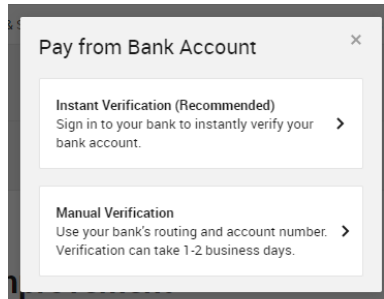 Pay from Bank Account
Instant Verification (Recommended)
Sign in to your bank to instantly verify your
bank account.
Manual Verification
Use your bank's routing and account number.
Verification can take 1-2 business days.